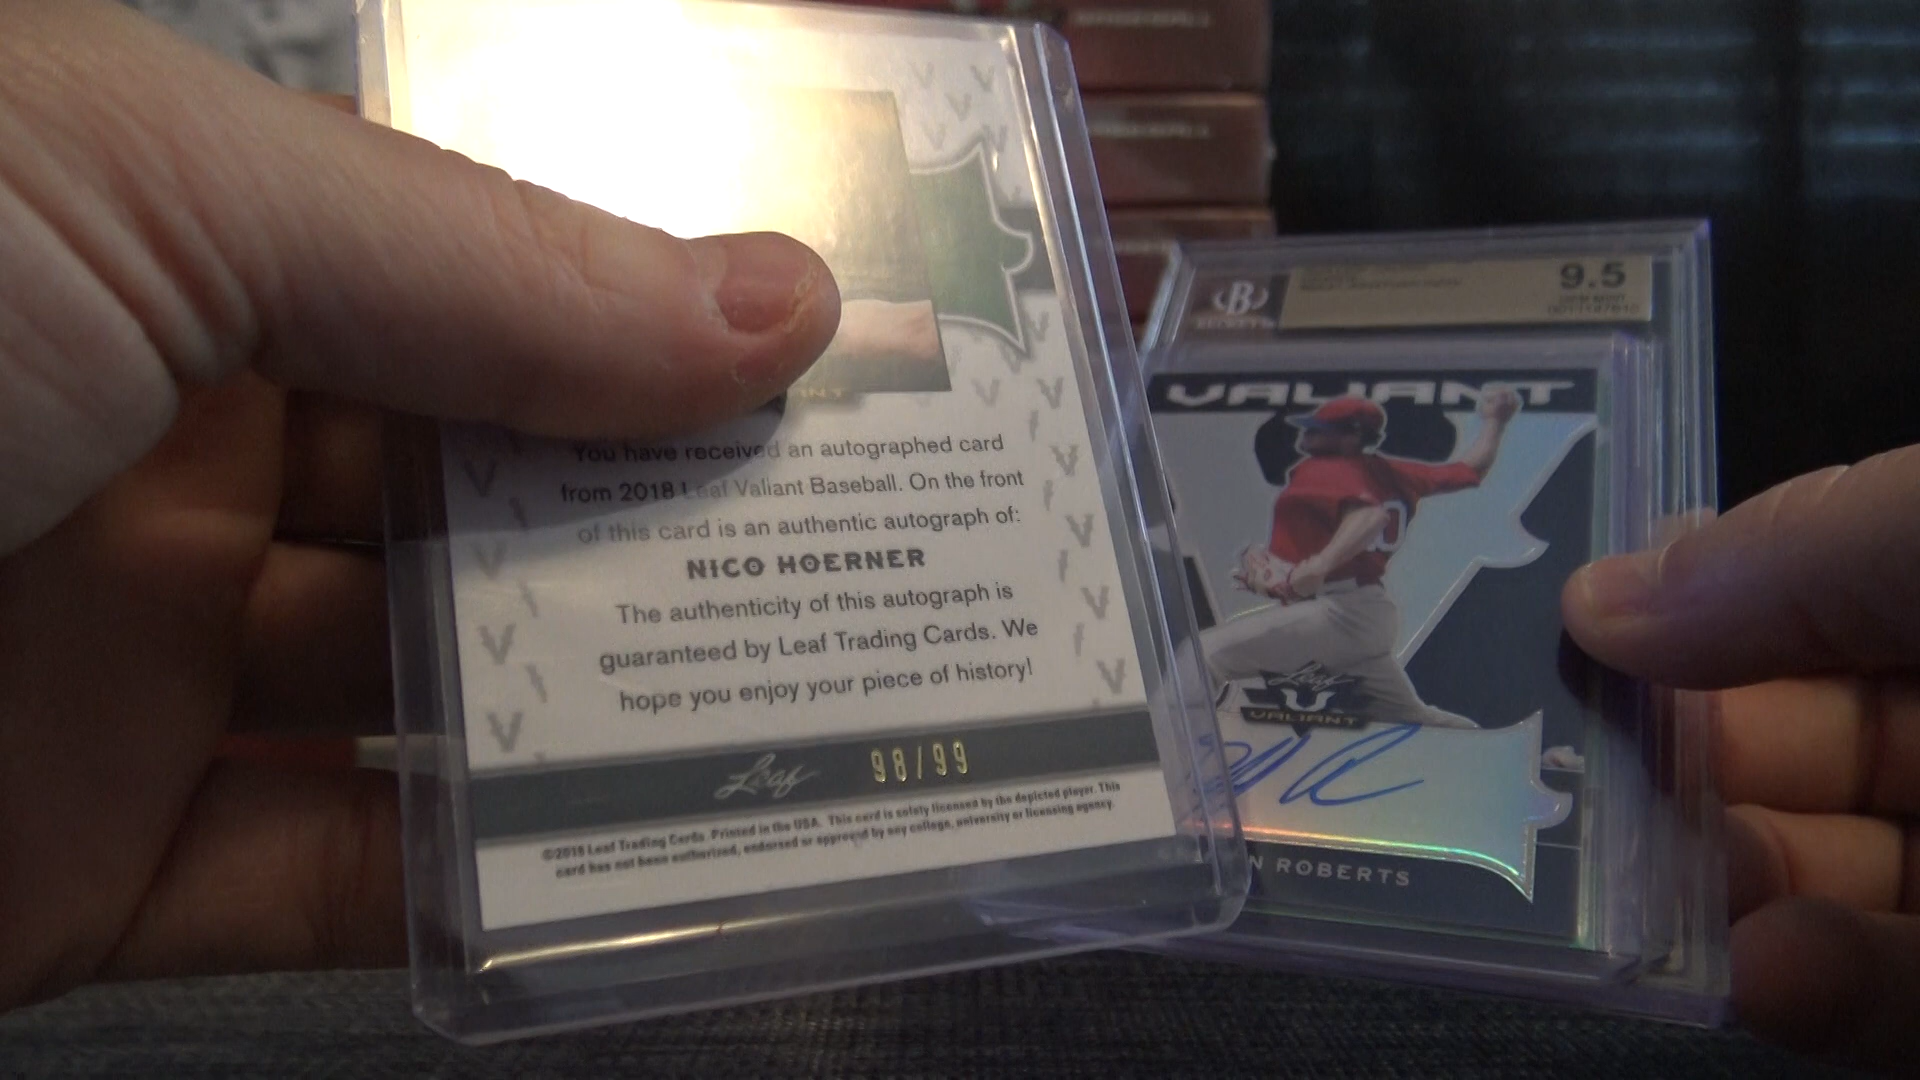 You have received an autographed card
from 2018 Leaf Valiant Baseball. On the front
of this card is an authentic autograph of:
NICO HOERNER
The authenticity of this autograph is
guaranteed by Leaf Trading Cards. We
hope you enjoy your piece of history!
Leaf 98/99
©2018 Leaf Trading Cards. Printed in the USA. This card is solely licensed by the depicted player. This
card has not been authorized, endorsed or approved by any college, university or licensing agency.
BECKETT
9.5
GEM MINT
VALIANT
Leaf
V
VALIANT
N ROBERTS